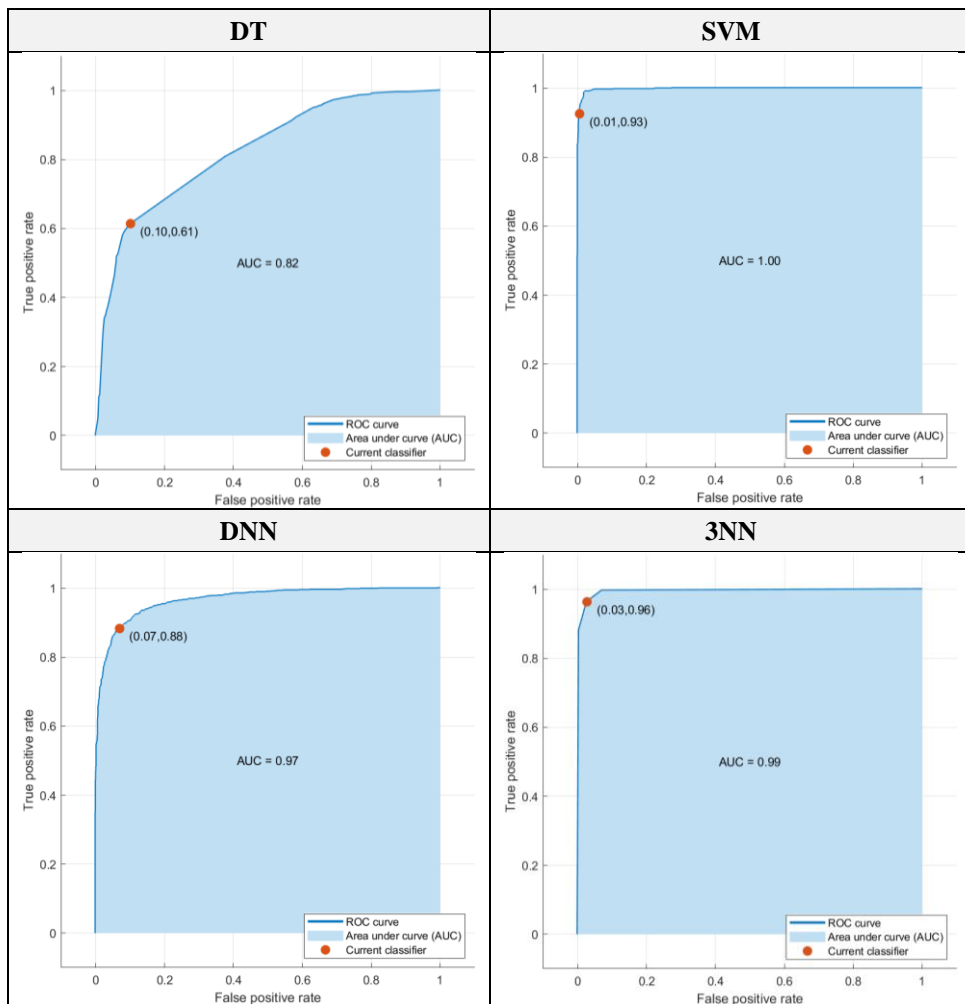 DT
SVM
1
0.8
0.6
0.4
0.2
0
True positive rate
(0.10,0.61)
AUC = 0.82
ROC curve
Area under curve (AUC)
Current classifier
0 0.2 0.4 0.6 0.8 1
False positive rate
1
0.8
0.6
0.4
0.2
0
True positive rate
(0.01,0.93)
AUC = 1.00
ROC curve
Area under curve (AUC)
Current classifier
0 0.2 0.4 0.6 0.8 1
False positive rate
DNN
3NN
1
0.8
0.6
0.4
0.2
0
True positive rate
(0.07,0.88)
AUC = 0.97
ROC curve
Area under curve (AUC)
Current classifier
0 0.2 0.4 0.6 0.8 1
False positive rate
1
0.8
0.6
0.4
0.2
0
True positive rate
(0.03,0.96)
AUC = 0.99
ROC curve
Area under curve (AUC)
Current classifier
0 0.2 0.4 0.6 0.8 1
False positive rate